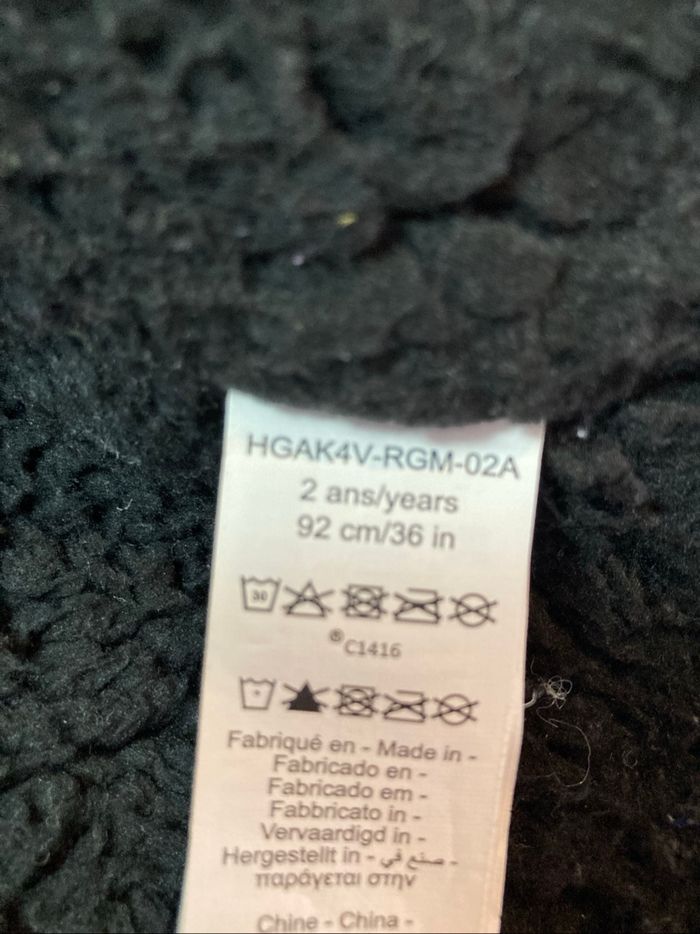 HGAK4V-RGM-02A
2 ans/years
92 cm/36 in
30
®C1416
Fabriqué en - Made in -
Fabricado en -
Fabricado em -
Fabbricato in -
Vervaardigd in -
Hergestellt in - صنع في -
παράγεται στην
Chine - China -